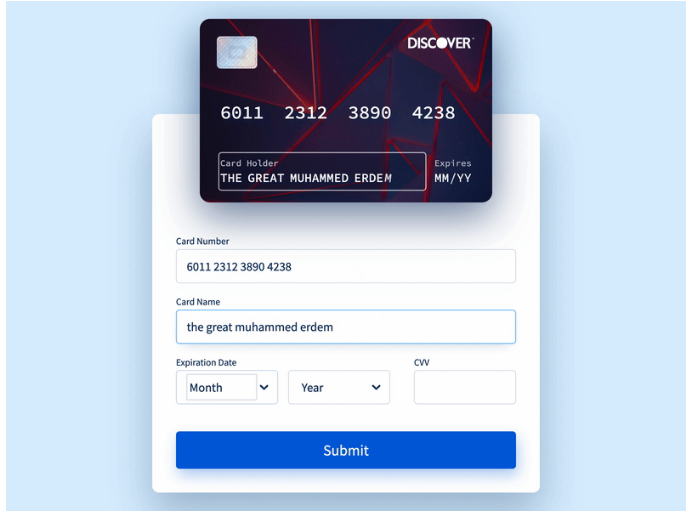 DISCOVER
6011 2312 3890 4238
Card Holder Expires
THE GREAT MUHAMMED ERDEM MM/YY
Card Number
6011 2312 3890 4238
Card Name
the great muhammed erdem
Expiration Date CVV
Month Year
Submit